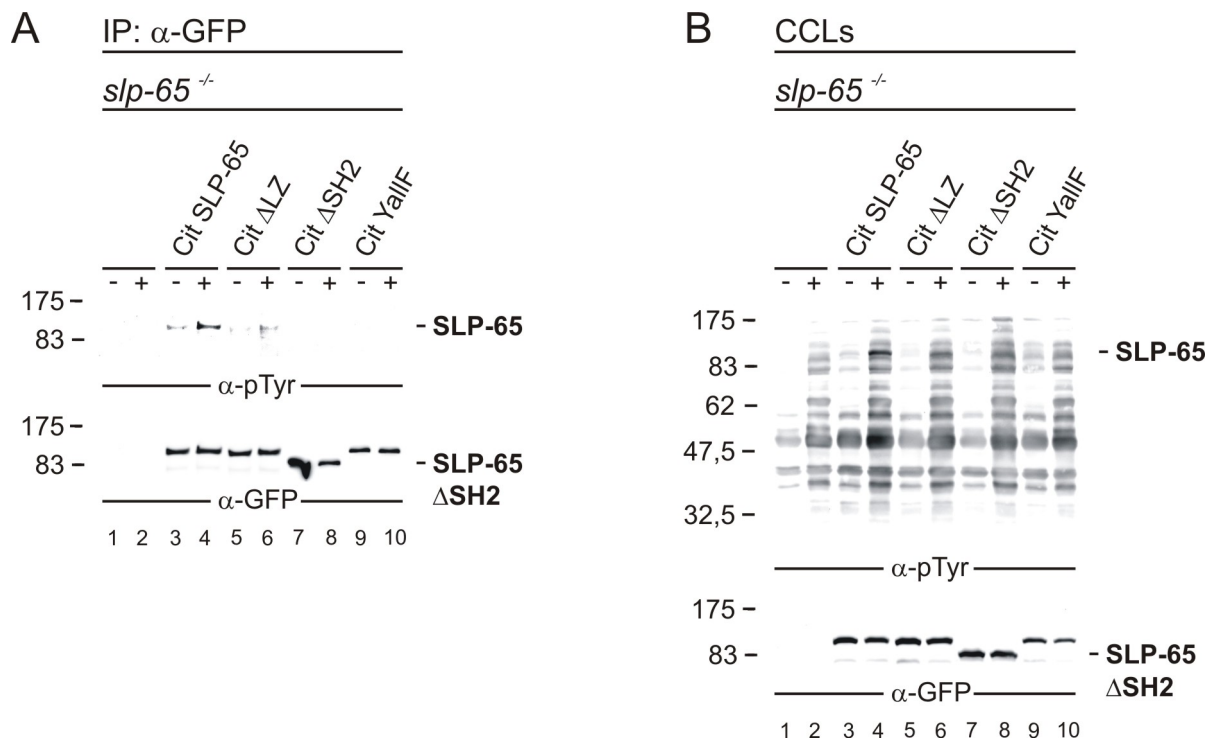 A
IP: α-GFP
slp-65 -/-
Cit SLP-65
Cit ΔLZ
Cit ΔSH2
Cit YallF
- + - + - + - + - +
175 –
83 –
- SLP-65
α-pTyr
175 –
83 –
- SLP-65
ΔSH2
α-GFP
1 2 3 4 5 6 7 8 9 10
B
CCLs
slp-65 -/-
Cit SLP-65
Cit ΔLZ
Cit ΔSH2
Cit YallF
- + - + - + - + - +
175 –
83 –
62 –
47,5 –
32,5 –
- SLP-65
α-pTyr
175 –
83 –
- SLP-65
ΔSH2
α-GFP
1 2 3 4 5 6 7 8 9 10